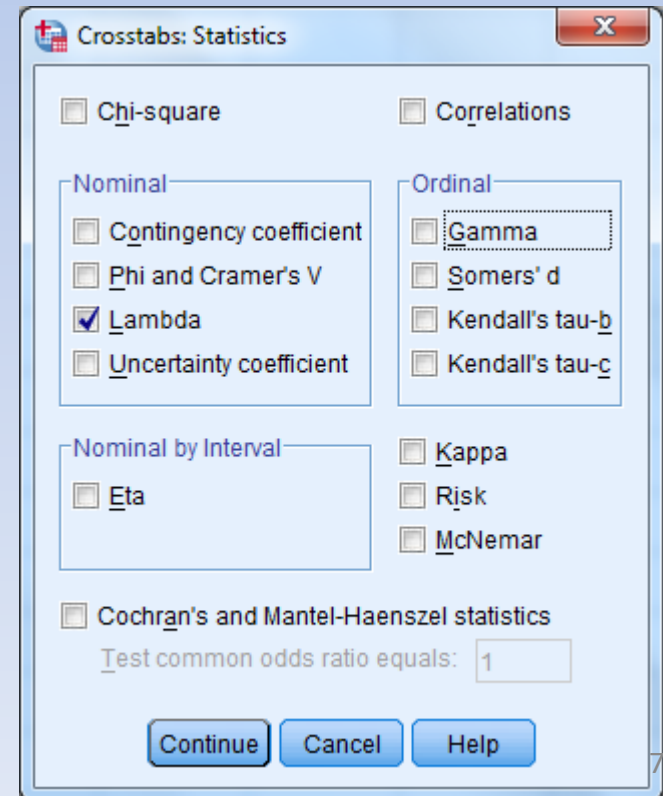 Crosstabs: Statistics
Chi-square
Correlations
Nominal
Contingency coefficient
Phi and Cramer's V
Lambda
Uncertainty coefficient
Ordinal
Gamma
Somers' d
Kendall's tau-b
Kendall's tau-c
Nominal by Interval
Eta
Kappa
Risk
McNemar
Cochran's and Mantel-Haenszel statistics
Test common odds ratio equals: 1
Continue Cancel Help
7